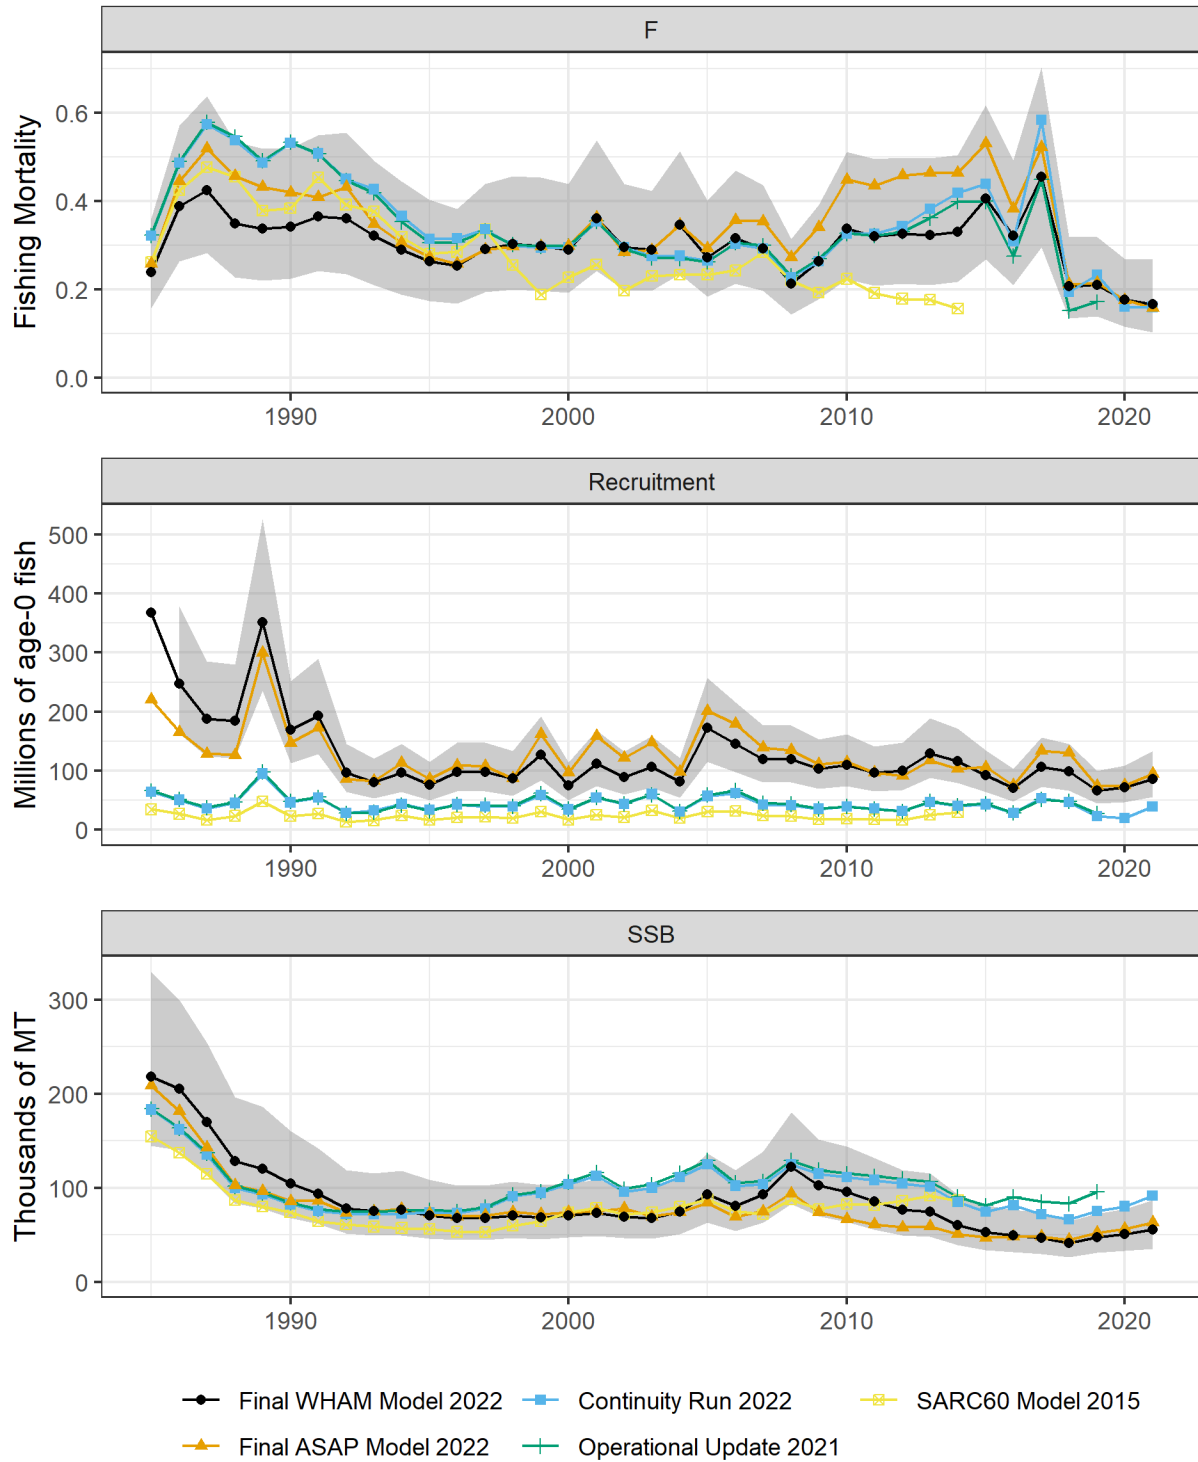 F
Fishing Mortality
0.6
0.4
0.2
0.0
1990 2000 2010 2020
Recruitment
Millions of age-0 fish
500
400
300
200
100
0
1990 2000 2010 2020
SSB
Thousands of MT
300
200
100
0
1990 2000 2010 2020
Final WHAM Model 2022 Continuity Run 2022 SARC60 Model 2015
Final ASAP Model 2022 Operational Update 2021